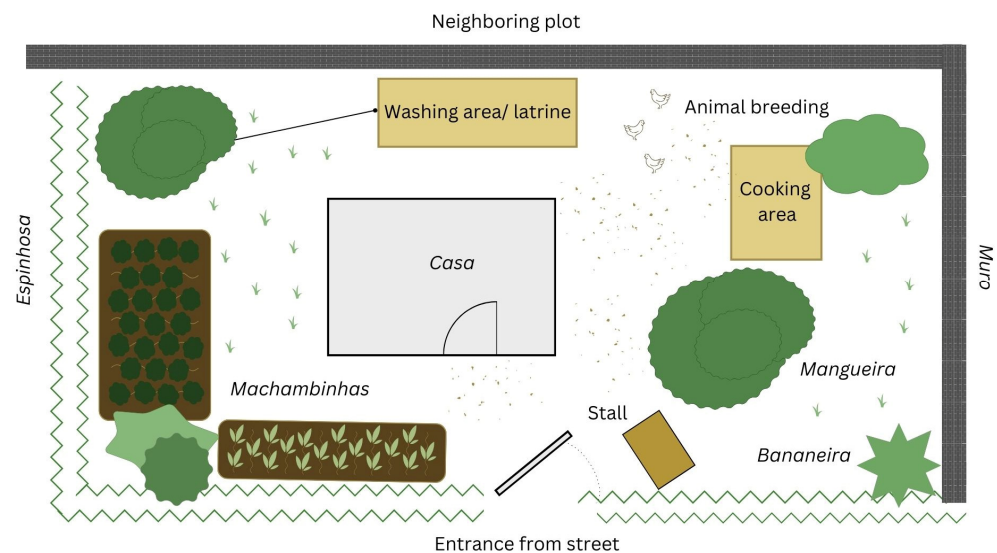 Neighboring plot
Washing area/ latrine
Animal breeding
Cooking
area
Espinhosa
Casa
Muro
Machambinhas
Mangueira
Stall
Bananeira
Entrance from street